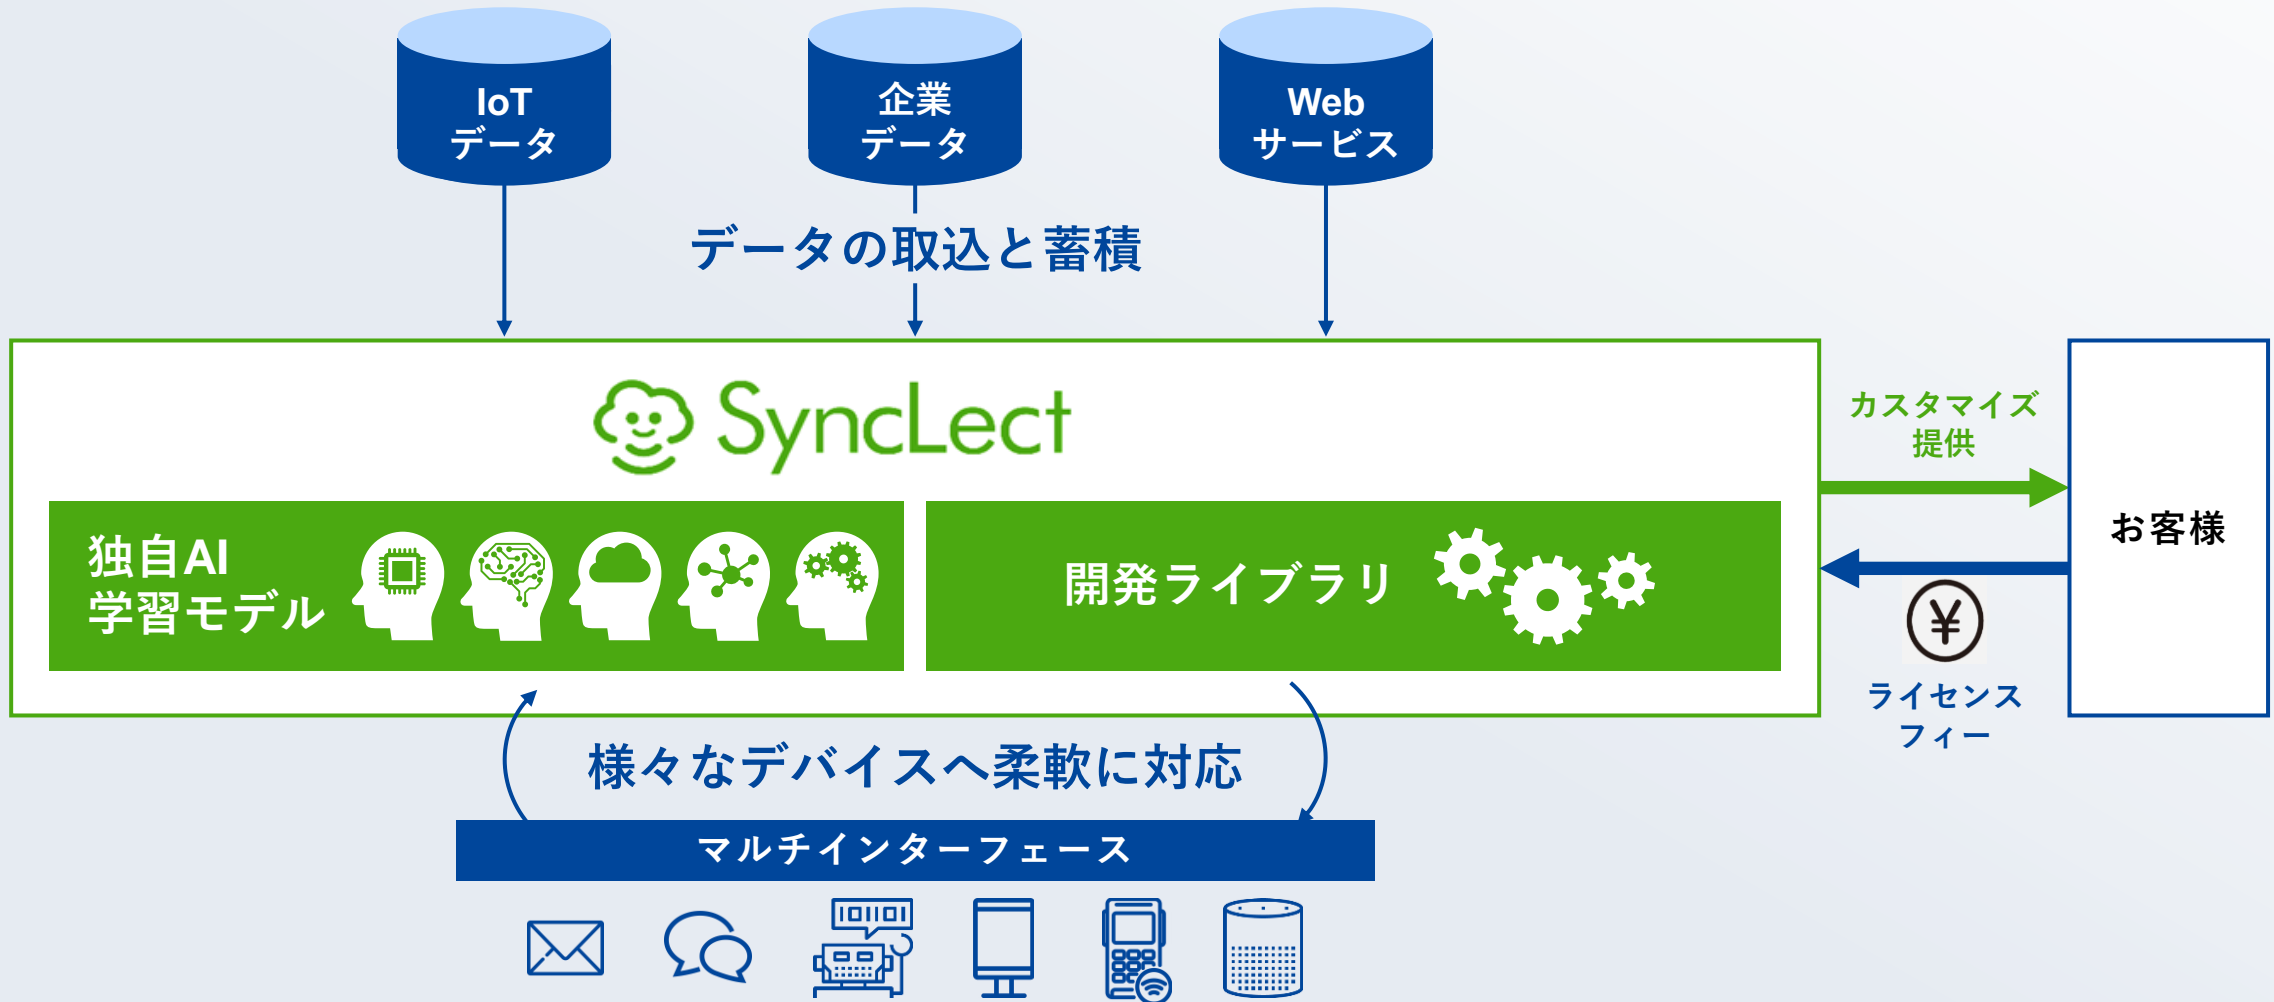 IoT
データ
企業
データ
Web
サービス
データの取込と蓄積
SyncLect
独自AI
学習モデル
開発ライブラリ
カスタマイズ
提供
お客様
¥
ライセンス
フィー
様々なデバイスへ柔軟に対応
マルチインターフェース